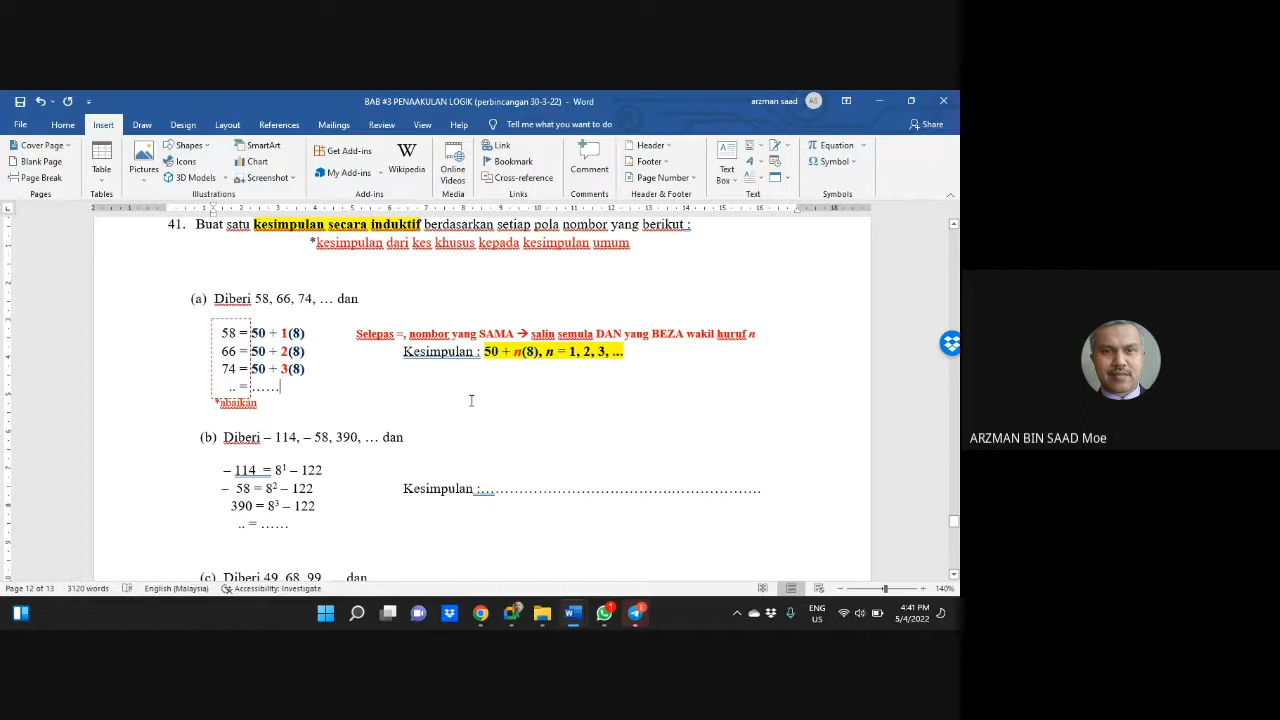 BAB #3 PENAAKULAN LOGIK (perbincangan 30-3-22) - Word
arzman saad
AS
File Home Insert Draw Design Layout References Mailings Review View Help Tell me what you want to do Share
Cover Page
Blank Page
Page Break
Pages
Table
Tables
Pictures
Shapes
Icons
3D Models
SmartArt
Chart
Screenshot
Illustrations
Get Add-ins
My Add-ins
Wikipedia
Add-ins
Online Videos
Media
Link
Bookmark
Cross-reference
Links
Comment
Comments
Header
Footer
Page Number
Header & Footer
Text Box
Text
Equation
Symbol
Symbols
41. Buat satu kesimpulan secara induktif berdasarkan setiap pola nombor yang berikut :
*kesimpulan dari kes khusus kepada kesimpulan umum
(a) Diberi 58, 66, 74, … dan
58 = 50 + 1(8) Selepas =, nombor yang SAMA → salin semula DAN yang BEZA wakil huruf n
66 = 50 + 2(8) Kesimpulan : 50 + n(8), n = 1, 2, 3, ...
74 = 50 + 3(8)
.. = ……
*abaikan
(b) Diberi – 114, – 58, 390, … dan
– 114 = 8¹ – 122
– 58 = 8² – 122 Kesimpulan :…………………………………………………………
390 = 8³ – 122
.. = ……
(c) Diberi 49, 68, 99, … dan
ARZMAN BIN SAAD Moe
Page 12 of 13 3120 words English (Malaysia) Accessibility: Investigate 140%
1
6
ENG
US
4:41 PM
5/4/2022